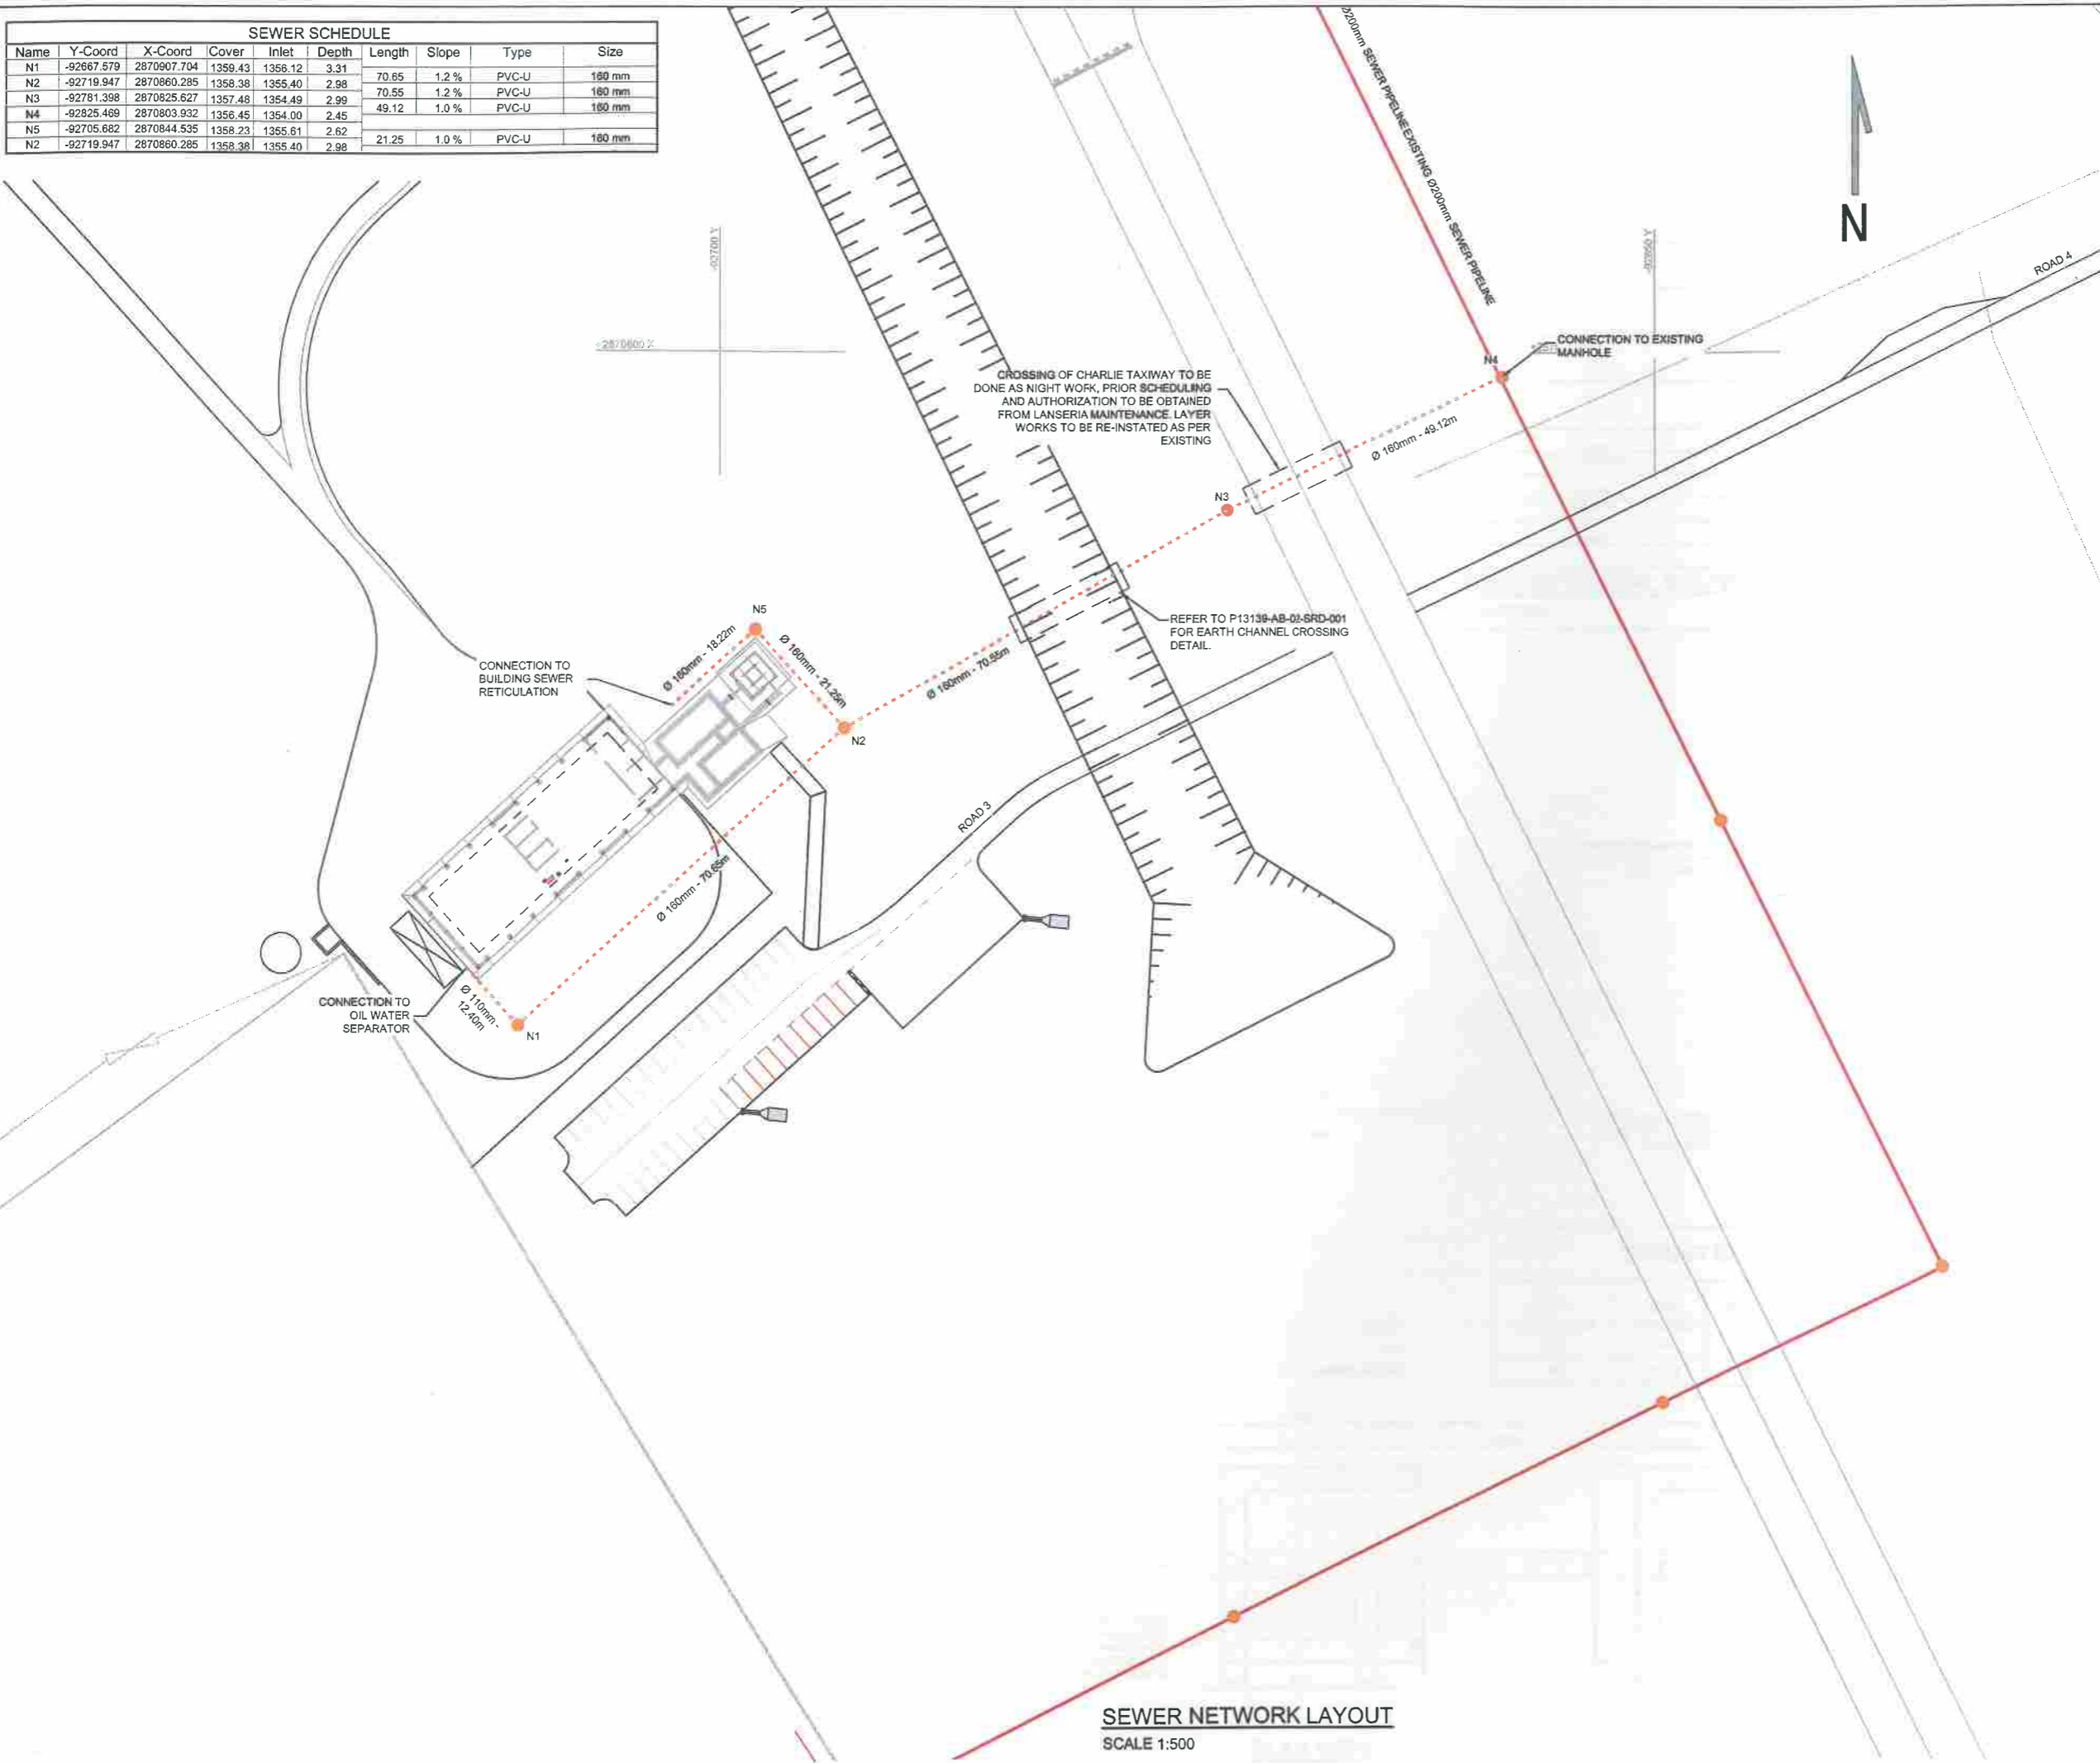 SEWER SCHEDULE
Name Y-Coord X-Coord Cover Inlet Depth Length Slope Type Size
N1 -92667.579 2870907.704 1359.43 1356.12 3.31
70.65 1.2 % PVC-U 160 mm
N2 -92719.947 2870860.285 1358.38 1355.40 2.98
70.55 1.2 % PVC-U 160 mm
N3 -92781.398 2870825.627 1357.48 1354.49 2.99
49.12 1.0 % PVC-U 160 mm
N4 -92825.469 2870803.932 1356.45 1354.00 2.45
N5 -92705.682 2870844.535 1358.23 1355.61 2.62
21.25 1.0 % PVC-U 160 mm
N2 -92719.947 2870860.285 1358.38 1355.40 2.98
Ø200mm SEWER PIPELINE
EXISTING Ø200mm SEWER PIPELINE
N
ROAD 4
-92700 Y
2870800 X
CONNECTION TO EXISTING
MANHOLE
N4
CROSSING OF CHARLIE TAXIWAY TO BE
DONE AS NIGHT WORK, PRIOR SCHEDULING
AND AUTHORIZATION TO BE OBTAINED
FROM LANSERIA MAINTENANCE. LAYER
WORKS TO BE RE-INSTATED AS PER
EXISTING
Ø 160mm - 49.12m
N3
REFER TO P13139-AB-02-SRD-001
FOR EARTH CHANNEL CROSSING
DETAIL.
N5
Ø 160mm - 18.22m
Ø 160mm - 21.25m
CONNECTION TO
BUILDING SEWER
RETICULATION
Ø 160mm - 70.55m
N2
ROAD 3
Ø 160mm - 70.65m
CONNECTION TO
OIL WATER
SEPARATOR
Ø 110mm -
12.40m
N1
SEWER NETWORK LAYOUT
SCALE 1:500